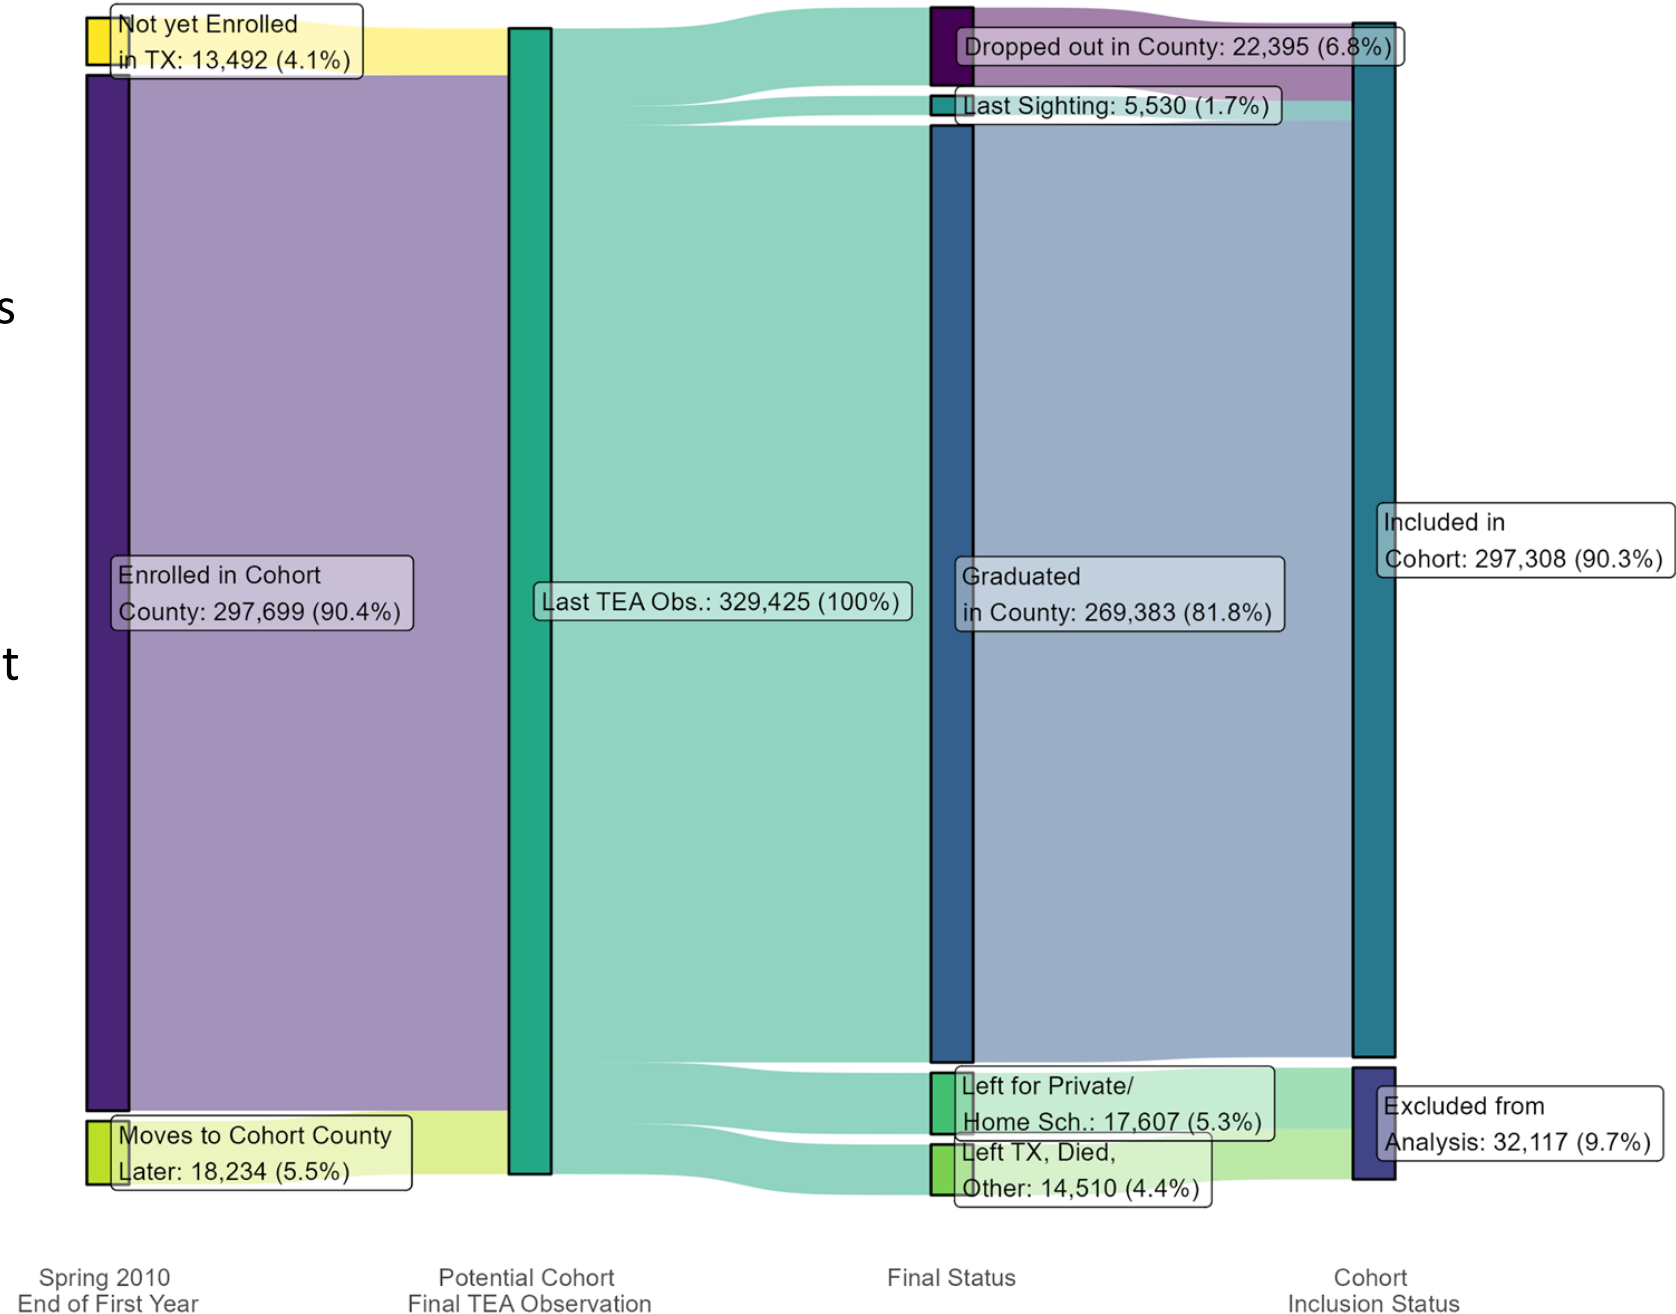 Not yet Enrolled
in TX: 13,492 (4.1%)
Dropped out in County: 22,395 (6.8%)
Last Sighting: 5,530 (1.7%)
s
Enrolled in Cohort
County: 297,699 (90.4%)
Last TEA Obs.: 329,425 (100%)
Graduated
in County: 269,383 (81.8%)
Included in
Cohort: 297,308 (90.3%)
t
Moves to Cohort County
Later: 18,234 (5.5%)
Left for Private/
Home Sch.: 17,607 (5.3%)
Left TX, Died,
Other: 14,510 (4.4%)
Excluded from
Analysis: 32,117 (9.7%)
Spring 2010
End of First Year
Potential Cohort
Final TEA Observation
Final Status
Cohort
Inclusion Status